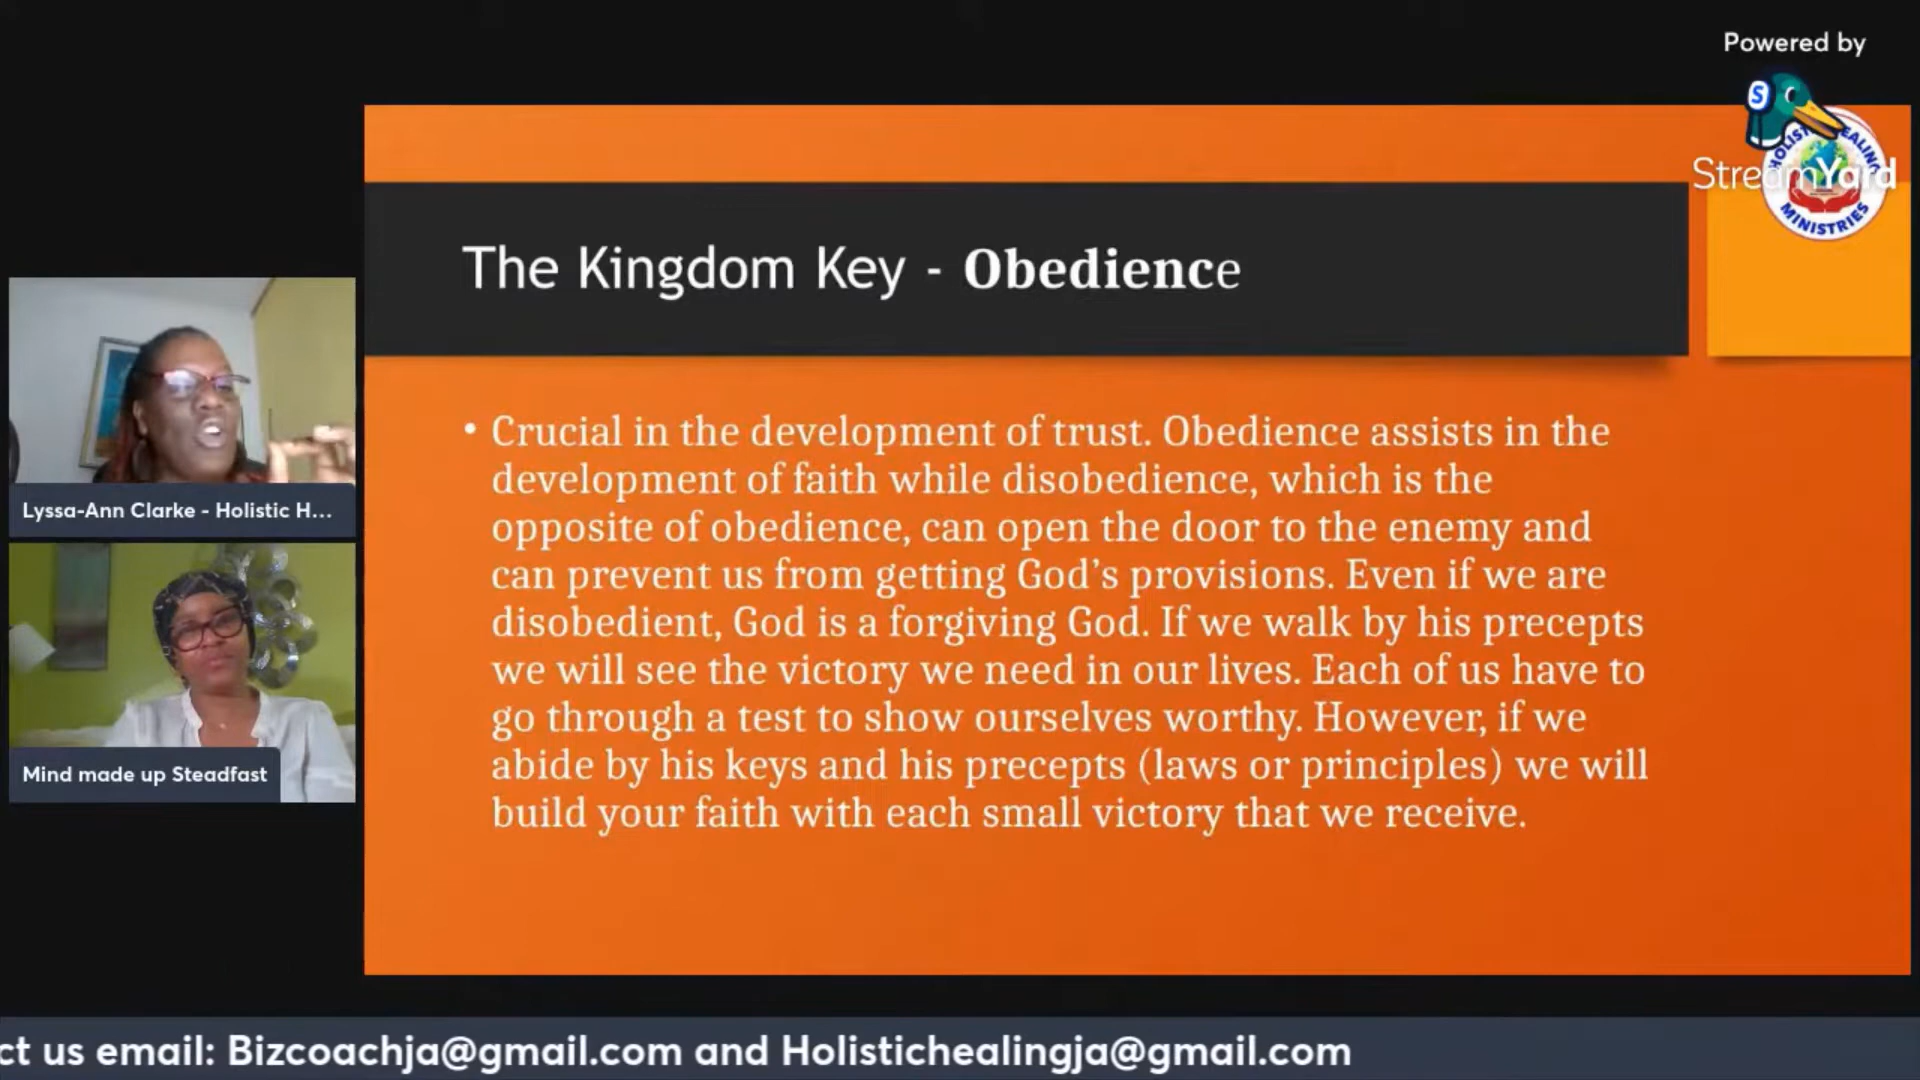 Powered by
S
StreamYard
HOLISTIC HEALING
MINISTRIES
The Kingdom Key - Obedience
• Crucial in the development of trust. Obedience assists in the
development of faith while disobedience, which is the
opposite of obedience, can open the door to the enemy and
can prevent us from getting God’s provisions. Even if we are
disobedient, God is a forgiving God. If we walk by his precepts
we will see the victory we need in our lives. Each of us have to
go through a test to show ourselves worthy. However, if we
abide by his keys and his precepts (laws or principles) we will
build your faith with each small victory that we receive.
Lyssa-Ann Clarke - Holistic H...
Mind made up Steadfast
ct us email: Bizcoachja@gmail.com and Holistichealingja@gmail.com